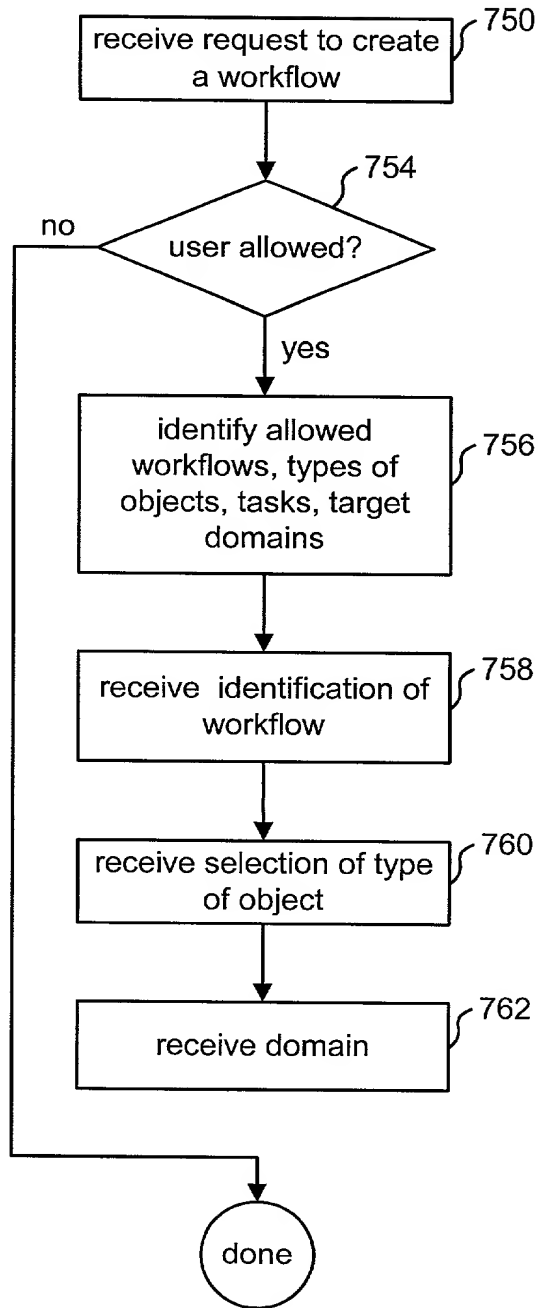 receive request to create
a workflow
750
754
no
user allowed?
yes
identify allowed
workflows, types of
objects, tasks, target
domains
756
receive identification of
workflow
758
receive selection of type
of object
760
receive domain
762
done